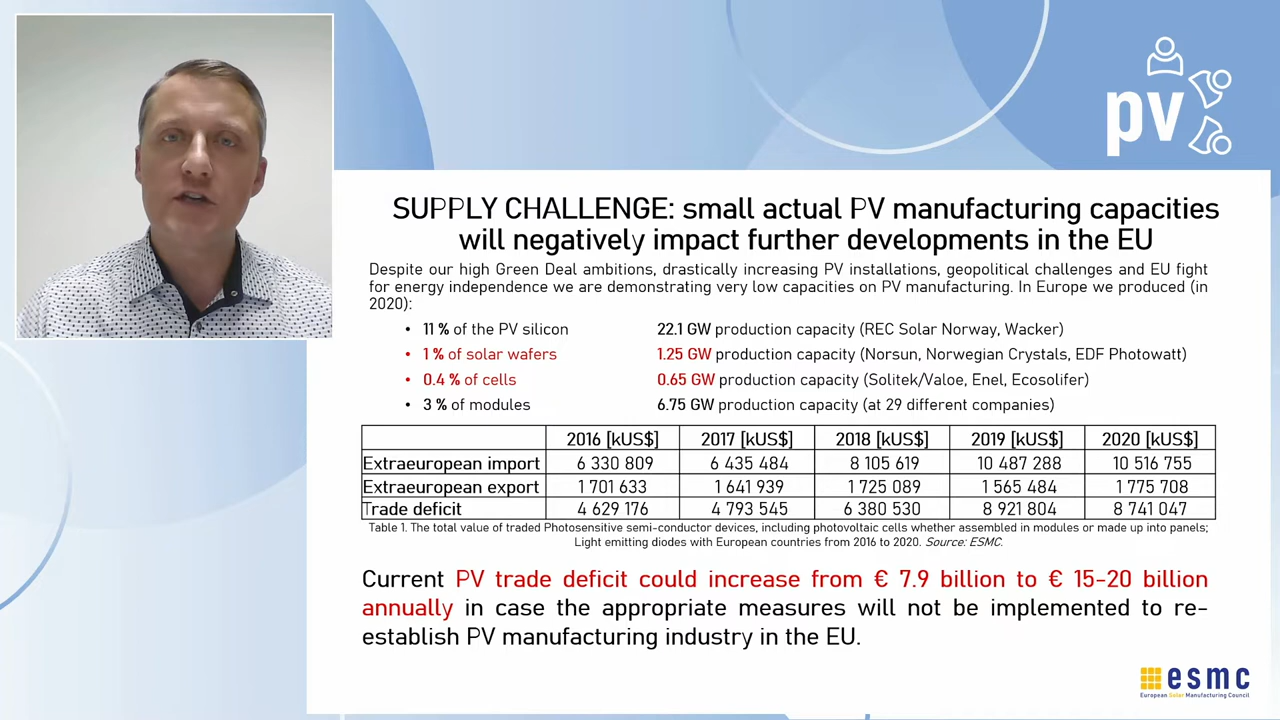 pv
SUPPLY CHALLENGE: small actual PV manufacturing capacities
will negatively impact further developments in the EU
Despite our high Green Deal ambitions, drastically increasing PV installations, geopolitical challenges and EU fight
for energy independence we are demonstrating very low capacities on PV manufacturing. In Europe we produced (in
2020):
• 11 % of the PV silicon 22.1 GW production capacity (REC Solar Norway, Wacker)
• 1 % of solar wafers 1.25 GW production capacity (Norsun, Norwegian Crystals, EDF Photowatt)
• 0.4 % of cells 0.65 GW production capacity (Solitek/Valoe, Enel, Ecosolifer)
• 3 % of modules 6.75 GW production capacity (at 29 different companies)
2016 [kUS$] 2017 [kUS$] 2018 [kUS$] 2019 [kUS$] 2020 [kUS$]
Extraeuropean import 6 330 809 6 435 484 8 105 619 10 487 288 10 516 755
Extraeuropean export 1 701 633 1 641 939 1 725 089 1 565 484 1 775 708
Trade deficit 4 629 176 4 793 545 6 380 530 8 921 804 8 741 047
Table 1. The total value of traded Photosensitive semi-conductor devices, including photovoltaic cells whether assembled in modules or made up into panels;
Light emitting diodes with European countries from 2016 to 2020. Source: ESMC.
Current PV trade deficit could increase from € 7.9 billion to € 15-20 billion
annually in case the appropriate measures will not be implemented to re-
establish PV manufacturing industry in the EU.
esmc
European Solar Manufacturing Council